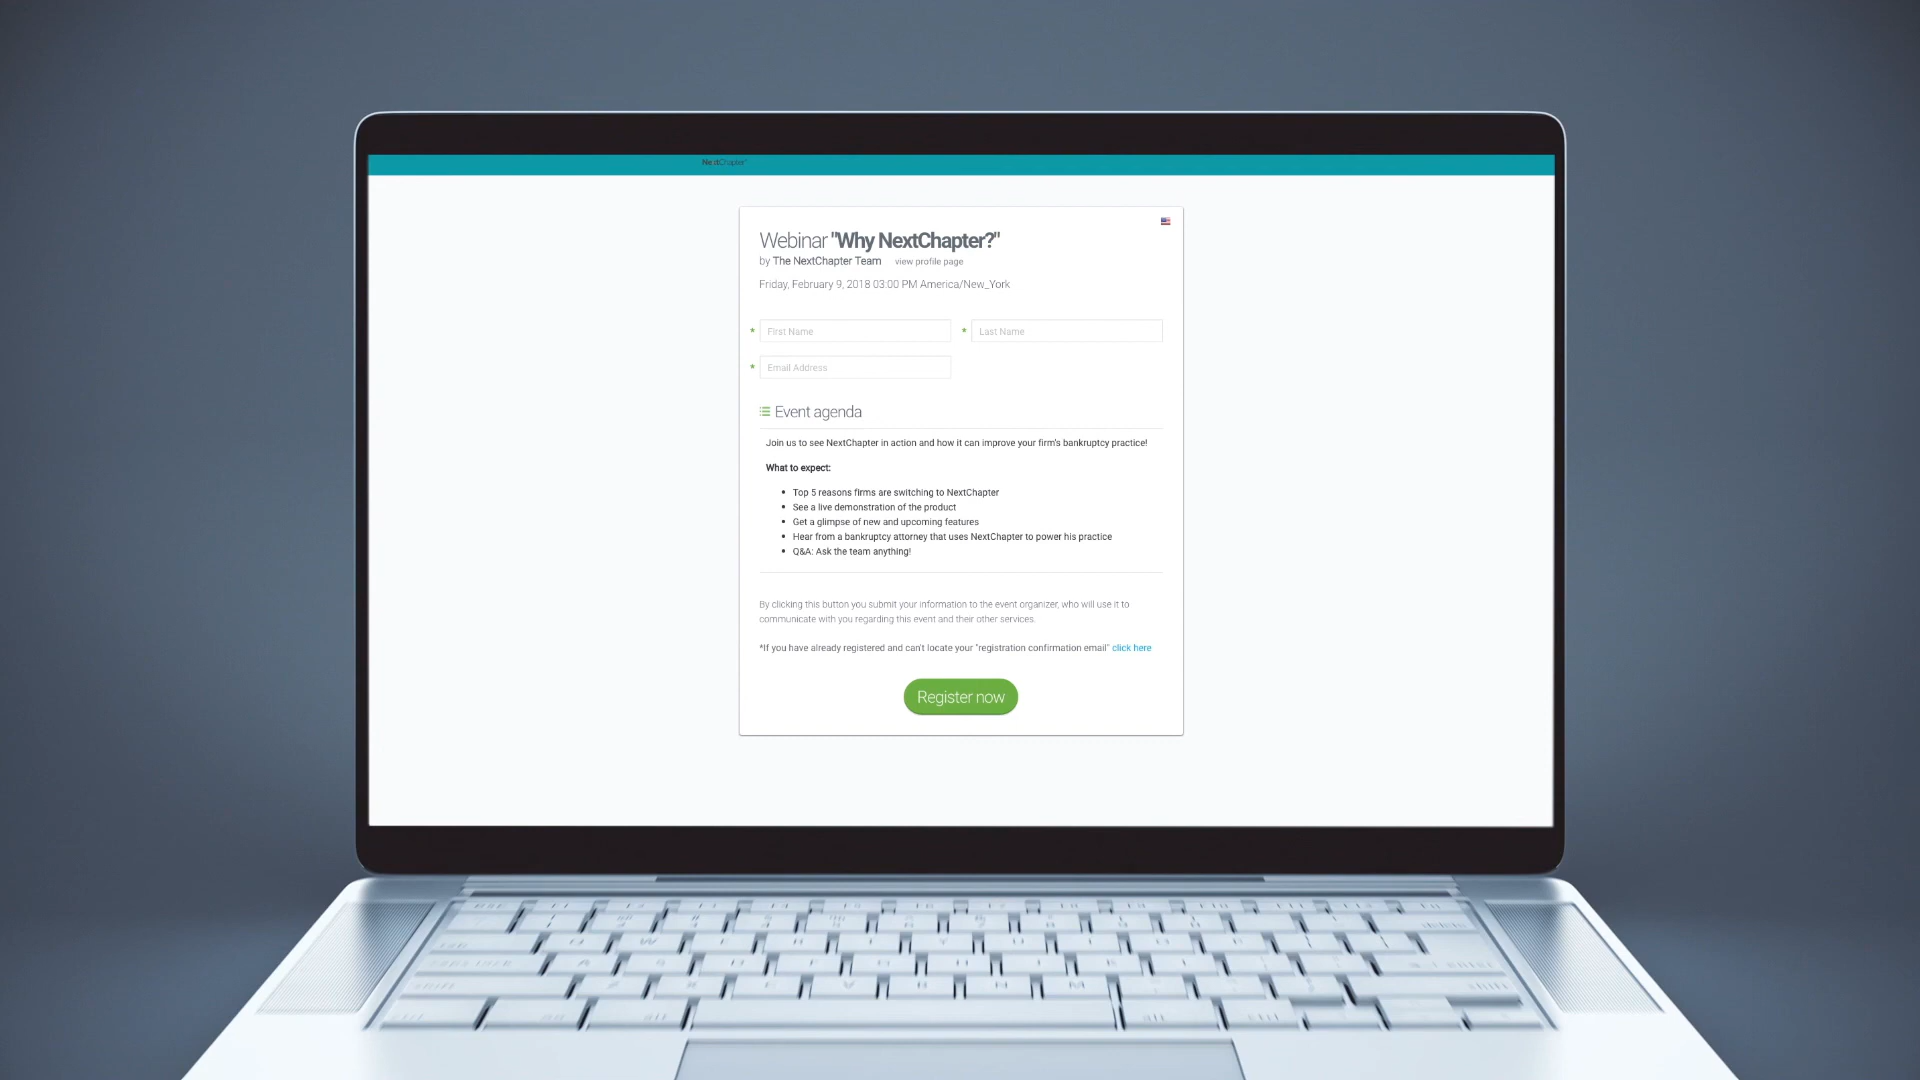 NextChapter
Webinar "Why NextChapter?"
by The NextChapter Team view profile page
Friday, February 9, 2018 03:00 PM America/New_York
* First Name * Last Name
* Email Address
Event agenda
Join us to see NextChapter in action and how it can improve your firm's bankruptcy practice!
What to expect:
• Top 5 reasons firms are switching to NextChapter
• See a live demonstration of the product
• Get a glimpse of new and upcoming features
• Hear from a bankruptcy attorney that uses NextChapter to power his practice
• Q&A: Ask the team anything!
By clicking this button you submit your information to the event organizer, who will use it to
communicate with you regarding this event and their other services.
*If you have already registered and can't locate your "registration confirmation email" click here
Register now